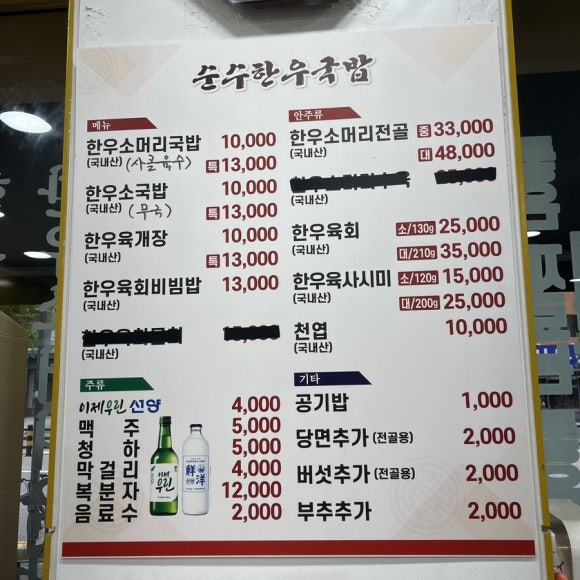 순수한우국밥
메뉴
한우소머리국밥 10,000
(국내산) (사골육수) 특 13,000
한우소국밥 10,000
(국내산) (무국) 특 13,000
한우육개장 10,000
(국내산) 특 13,000
한우육회비빔밥 13,000
(국내산)
(국내산)
안주류
한우소머리전골 중 33,000
(국내산) 대 48,000
(국내산)
한우육회 소/130g 25,000
(국내산) 대/210g 35,000
한우육사시미 소/120g 15,000
(국내산) 대/200g 25,000
천엽 10,000
(국내산)
주류
이제우린 선양 4,000
맥주 5,000
청하 5,000
막걸리 4,000
복분자 12,000
음료수 2,000
이제
우린
鮮
洋
기타
공기밥 1,000
당면추가 (전골용) 2,000
버섯추가 (전골용) 2,000
부추추가 2,000